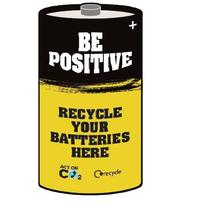 +
BE
POSITIVE
RECYCLE
YOUR
BATTERIES
HERE
ACT ON
CO2
recycle